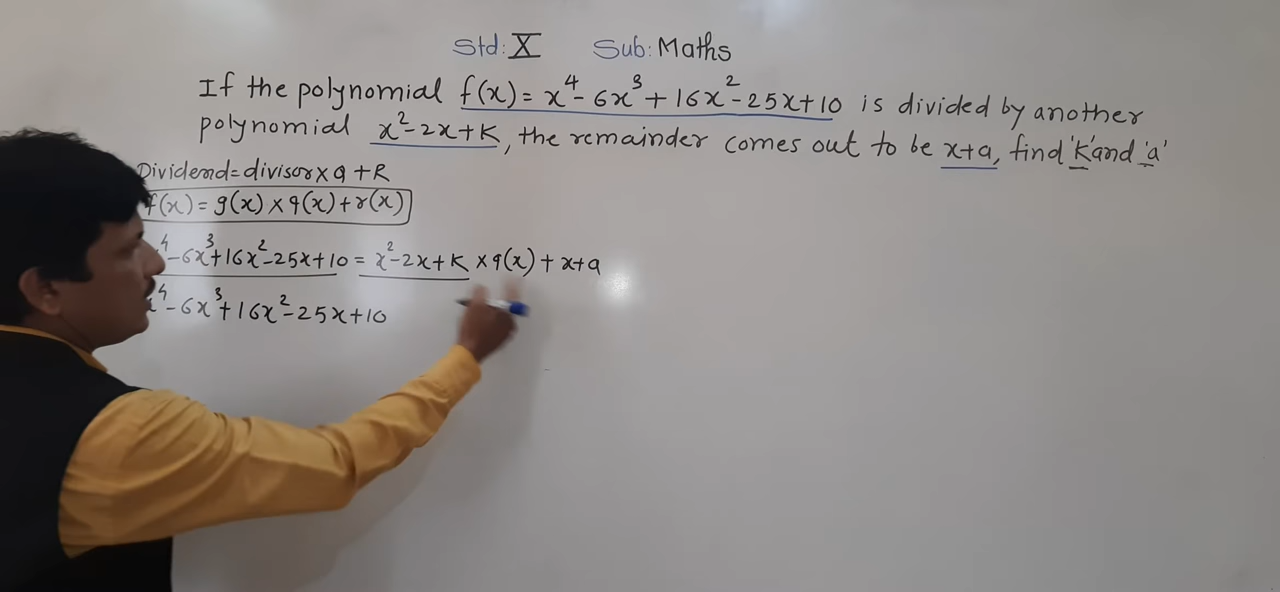 Std: X Sub: Maths
If the polynomial f(x) = x⁴ - 6x³ + 16x² - 25x + 10 is divided by another
polynomial x² - 2x + K, the remainder comes out to be x+a, find 'K' and 'a'
Dividend = divisor × q + R
f(x) = g(x) × q(x) + r(x)
⁴ - 6x³ + 16x² - 25x + 10 = x² - 2x + K × q(x) + x + a
⁴ - 6x³ + 16x² - 25x + 10